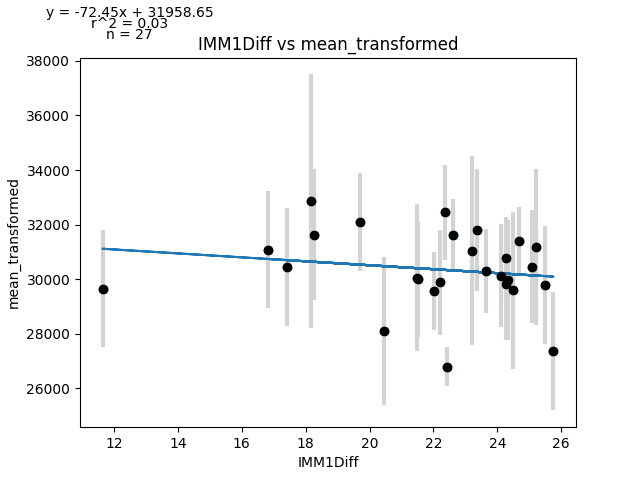 y = -72.45x + 31958.65
r^2 = 0.03
n = 27
IMM1Diff vs mean_transformed
38000
36000
34000
32000
30000
28000
26000
mean_transformed
12 14 16 18 20 22 24 26
IMM1Diff